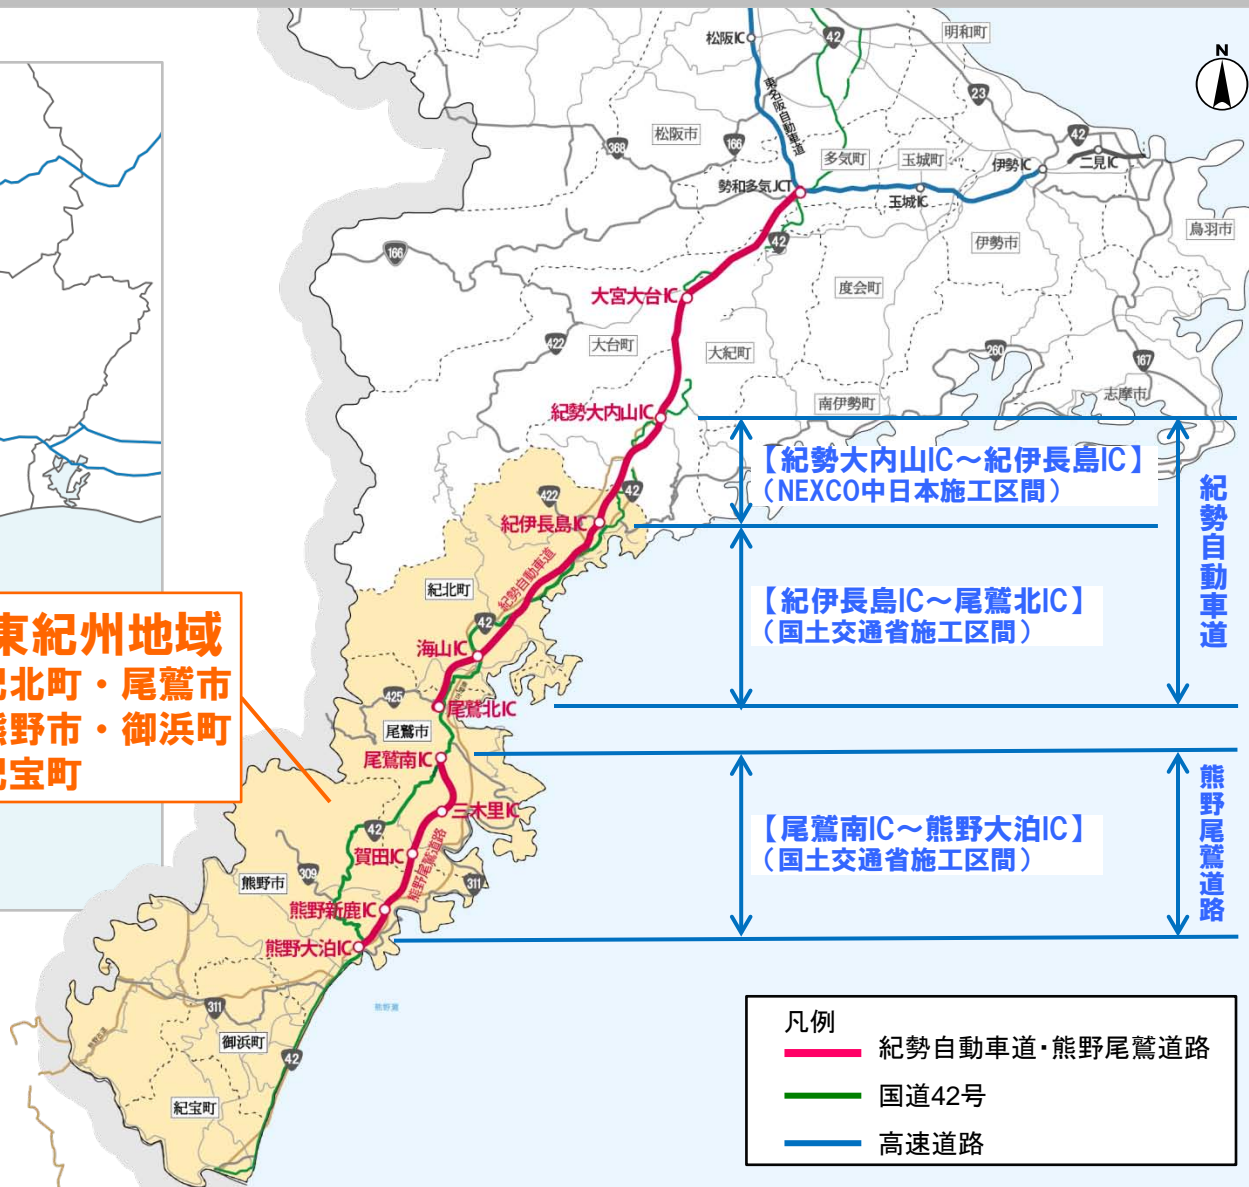 松阪IC
42
明和町
N
東名阪自動車道
23
松阪市
368
166
多気町
玉城町
42
二見IC
伊勢IC
勢和多気JCT
玉城IC
鳥羽市
伊勢市
42
166
度会町
大宮大台IC
422
大台町
大紀町
260
167
志摩市
南伊勢町
紀勢大内山IC
【紀勢大内山IC～紀伊長島IC】
（NEXCO中日本施工区間）
紀勢自動車道
422
42
紀伊長島IC
紀勢自動車道
紀北町
【紀伊長島IC～尾鷲北IC】
（国土交通省施工区間）
42
海山IC
東紀州地域
紀北町・尾鷲市
熊野市・御浜町
紀宝町
425
尾鷲北IC
尾鷲市
尾鷲南IC
熊野尾鷲道路
三木里IC
42
【尾鷲南IC～熊野大泊IC】
（国土交通省施工区間）
賀田IC
熊野尾鷲道路
309
熊野市
311
熊野新鹿IC
熊野大泊IC
311
熊野灘
御浜町
42
紀宝町
凡例
紀勢自動車道・熊野尾鷲道路
国道42号
高速道路